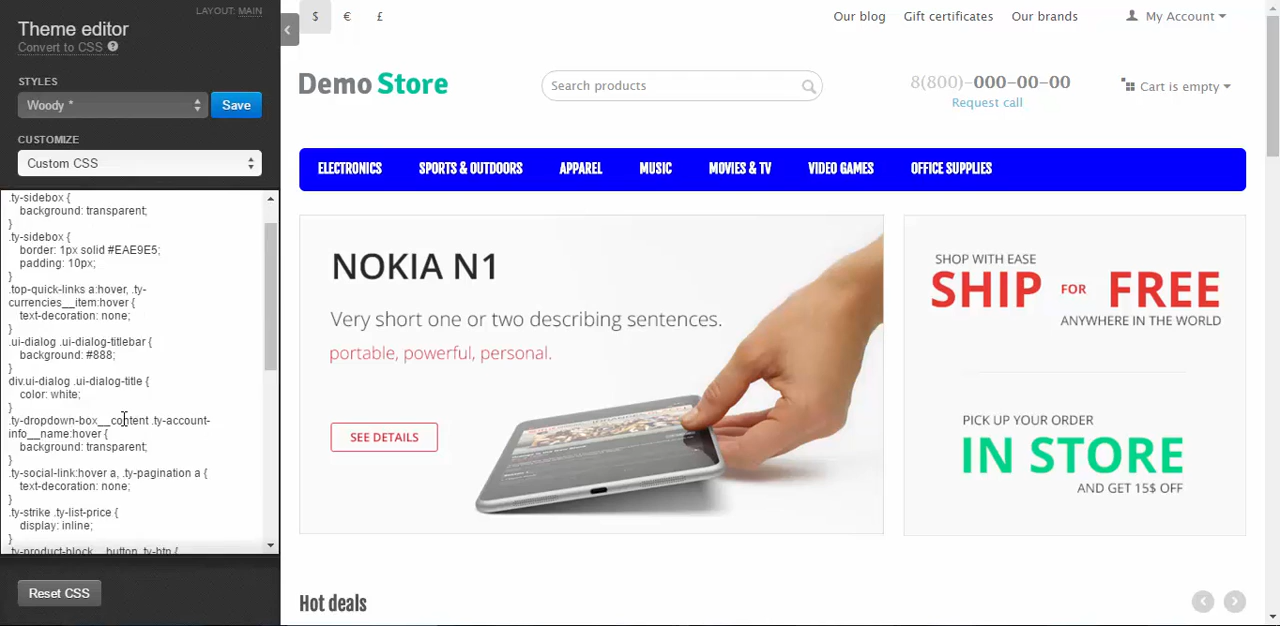 LAYOUT: MAIN
Theme editor
Convert to CSS ?
STYLES
Woody *
Save
CUSTOMIZE
Custom CSS
.ty-sidebox {
background: transparent;
}
.ty-sidebox {
border: 1px solid #EAE9E5;
padding: 10px;
}
.top-quick-links a:hover, .ty-
currencies__item:hover {
text-decoration: none;
}
.ui-dialog .ui-dialog-titlebar {
background: #888;
}
div.ui-dialog .ui-dialog-title {
color: white;
}
.ty-dropdown-box__content .ty-account-
info__name:hover {
background: transparent;
}
.ty-social-link:hover a, .ty-pagination a {
text-decoration: none;
}
.ty-strike .ty-list-price {
display: inline;
}
.ty-product-block__button .ty-btn {
Reset CSS
$ € £
Our blog Gift certificates Our brands My Account
Demo Store
Search products
8(800)-000-00-00
Request call
Cart is empty
ELECTRONICS SPORTS & OUTDOORS APPAREL MUSIC MOVIES & TV VIDEO GAMES OFFICE SUPPLIES
NOKIA N1
Very short one or two describing sentences.
portable, powerful, personal.
SEE DETAILS
SHOP WITH EASE
SHIP FOR FREE
ANYWHERE IN THE WORLD
PICK UP YOUR ORDER
IN STORE
AND GET 15$ OFF
Hot deals